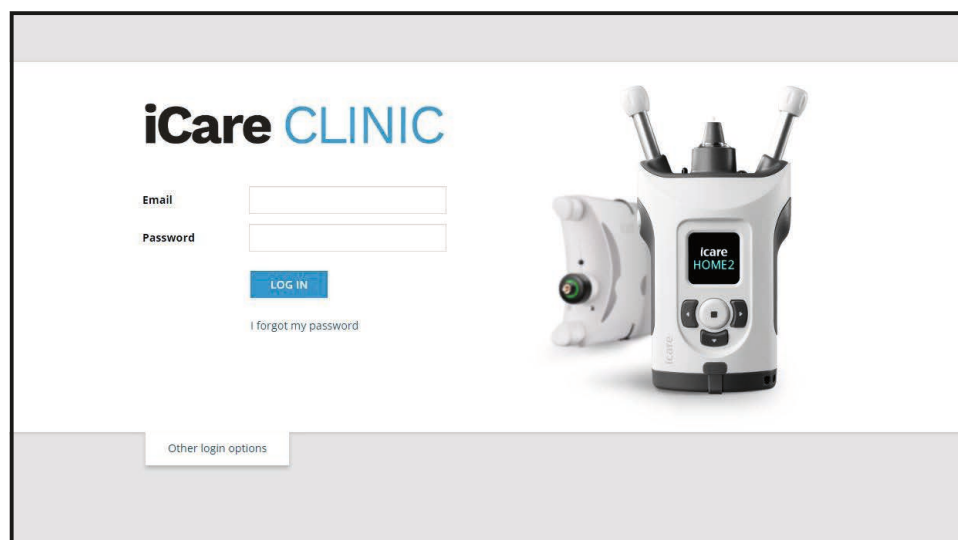 iCare CLINIC
Email
Password
LOG IN
I forgot my password
Other login options
icare
HOME2
icare